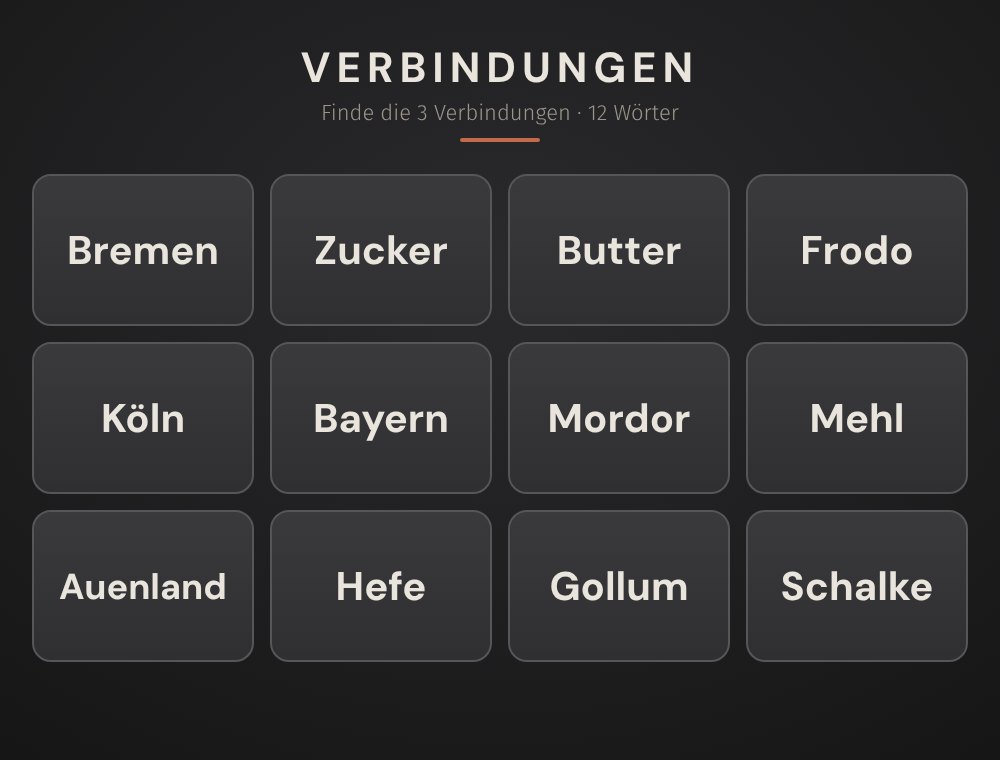 VERBINDUNGEN
Finde die 3 Verbindungen · 12 Wörter
Bremen Zucker Butter Frodo
Köln Bayern Mordor Mehl
Auenland Hefe Gollum Schalke